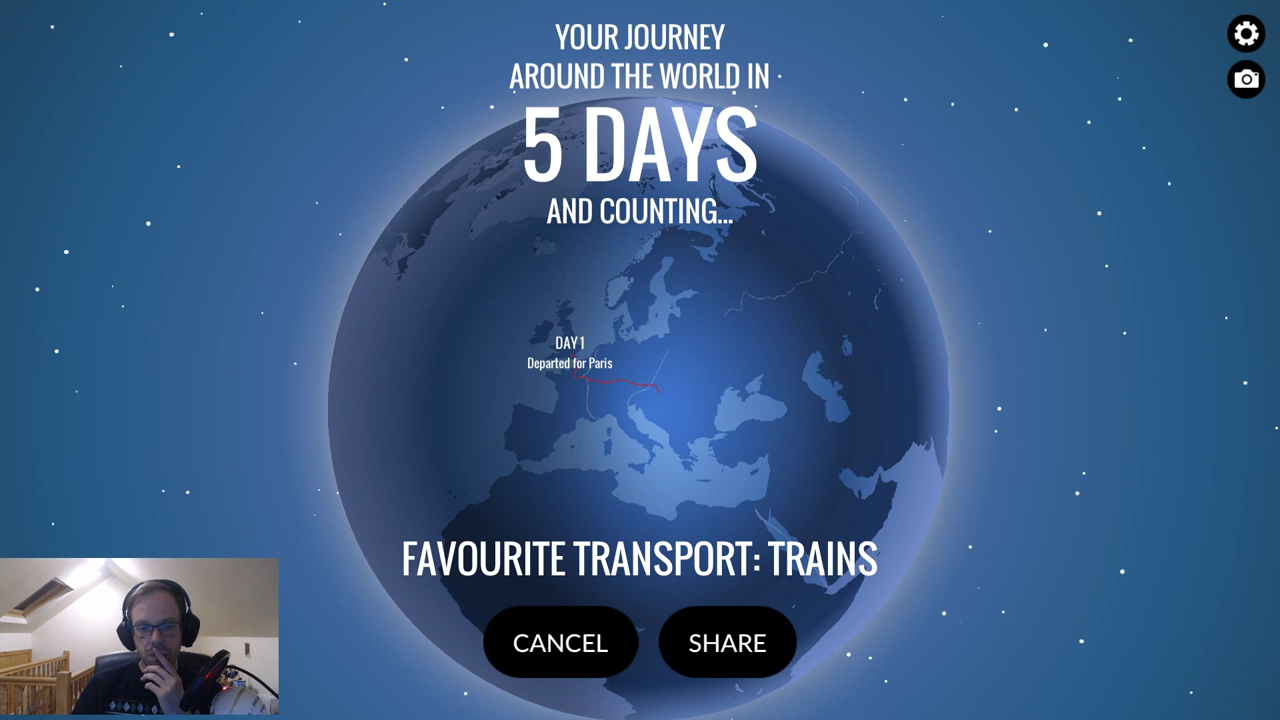 YOUR JOURNEY
AROUND THE WORLD IN
5 DAYS
AND COUNTING...
DAY 1
Departed for Paris
FAVOURITE TRANSPORT: TRAINS
CANCEL
SHARE